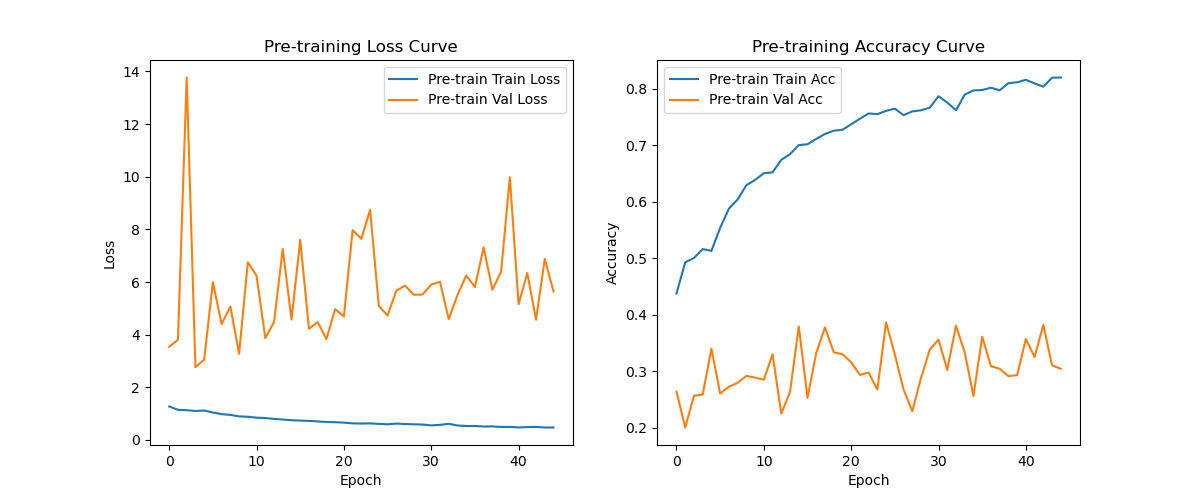 Pre-training Loss Curve
Pre-train Train Loss
Pre-train Val Loss
14
12
10
8
6
4
2
0
Loss
0 10 20 30 40
Epoch
Pre-training Accuracy Curve
Pre-train Train Acc
Pre-train Val Acc
0.8
0.7
0.6
0.5
0.4
0.3
0.2
Accuracy
0 10 20 30 40
Epoch